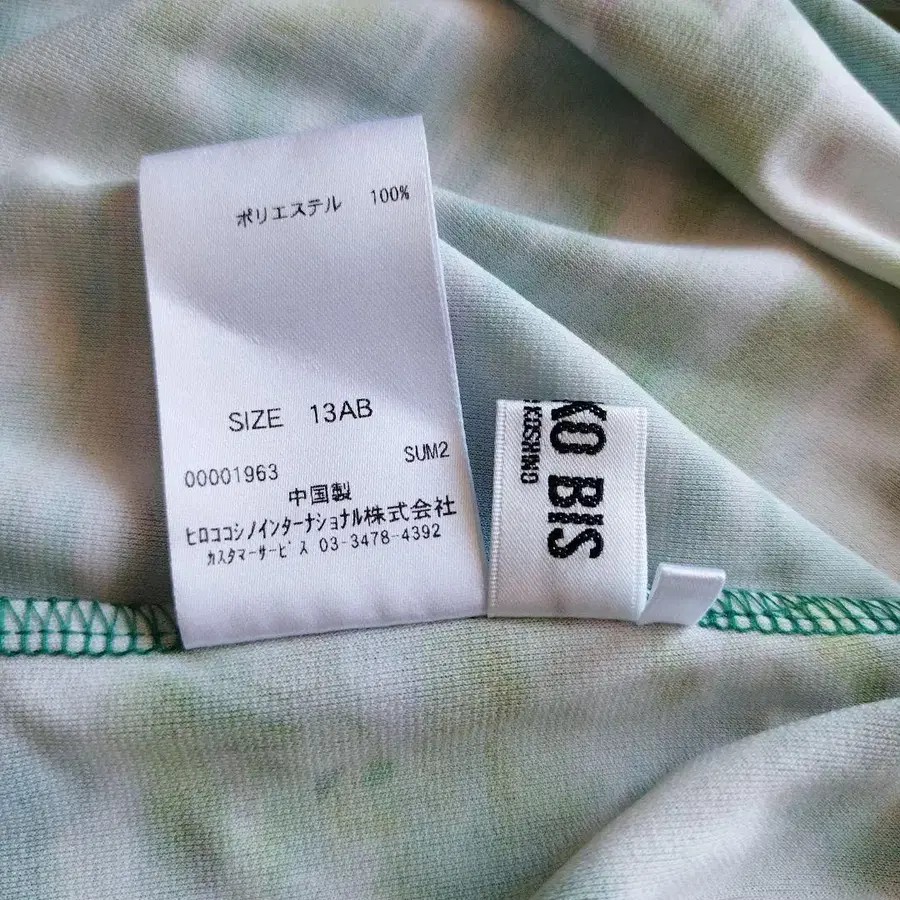 ポリエステル 100%
SIZE 13AB
SUM2
00001963
中国製
ヒロココシノインターナショナル株式会社
カスタマーサービス 03-3478-4392
KO BIS
KOSHINO